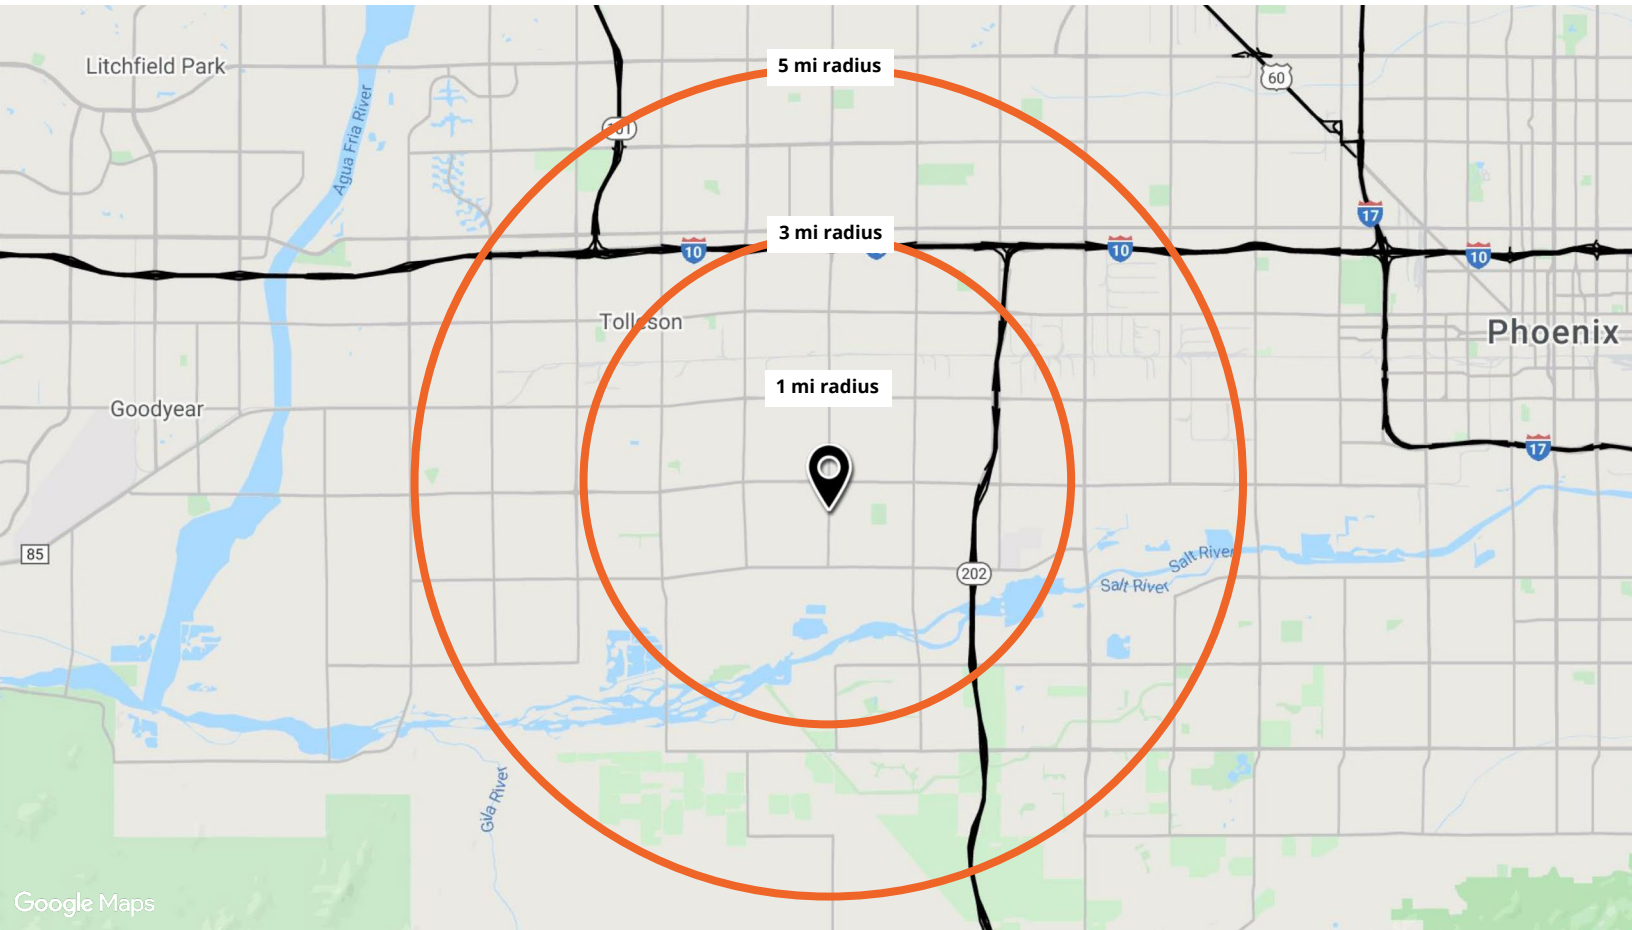 5 mi radius
Litchfield Park
60
101
Agua Fria River
17
3 mi radius
10
10
10
Tolleson
Phoenix
1 mi radius
Goodyear
17
85
Salt River
202
Salt River
Gila River
Google Maps